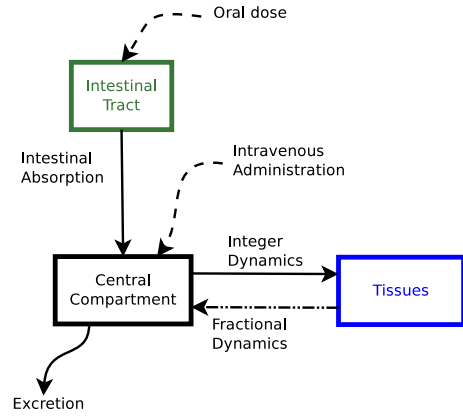 Oral dose
Intestinal
Tract
Intestinal
Absorption
Intravenous
Administration
Integer
Dynamics
Central
Compartment
Tissues
Fractional
Dynamics
Excretion